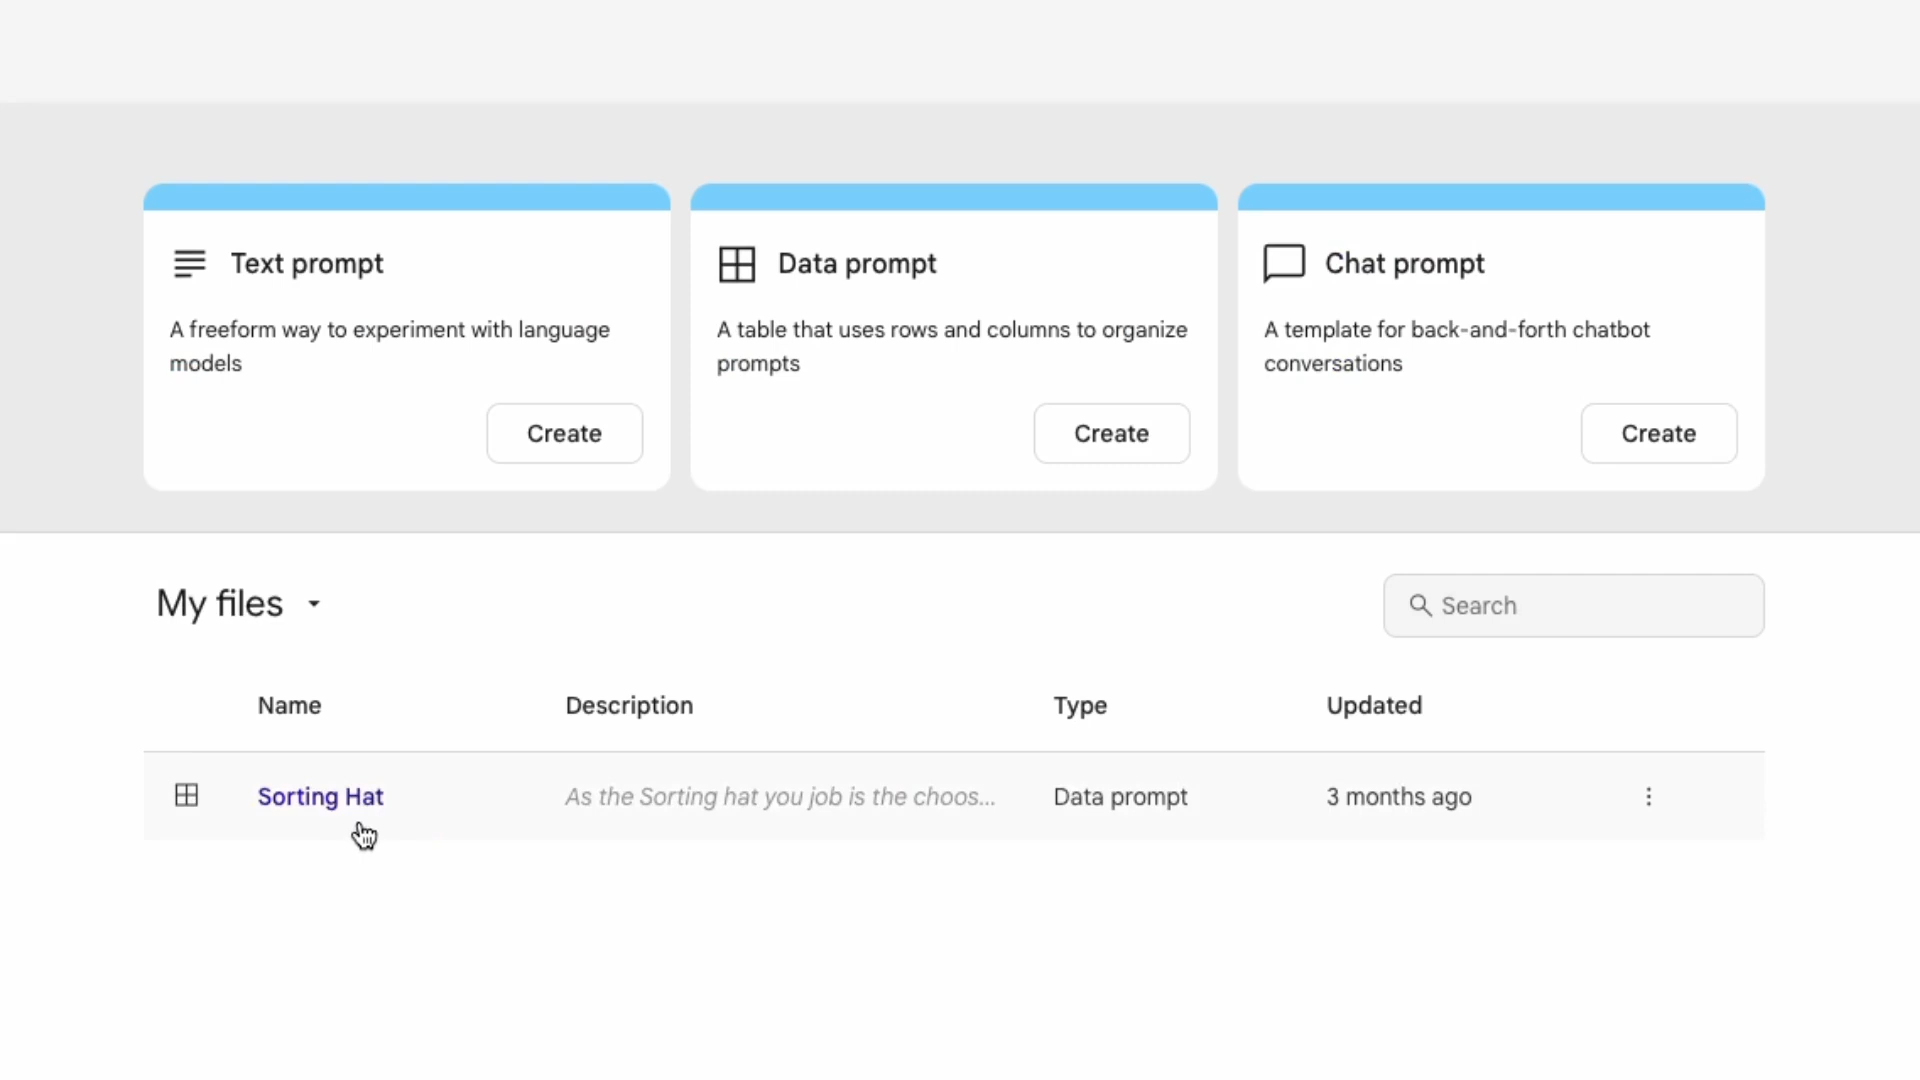 Text prompt
A freeform way to experiment with language
models
Create
Data prompt
A table that uses rows and columns to organize
prompts
Create
Chat prompt
A template for back-and-forth chatbot
conversations
Create
My files
Search
Name Description Type Updated
Sorting Hat As the Sorting hat you job is the choos... Data prompt 3 months ago